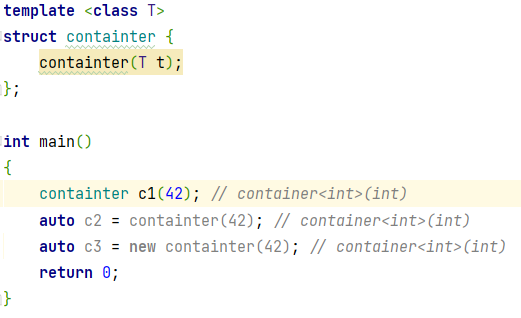 template <class T>
struct containter {
    containter(T t);
};

int main()
{
    containter c1(42); // container<int>(int)
    auto c2 = containter(42); // container<int>(int)
    auto c3 = new containter(42); // container<int>(int)
    return 0;
}